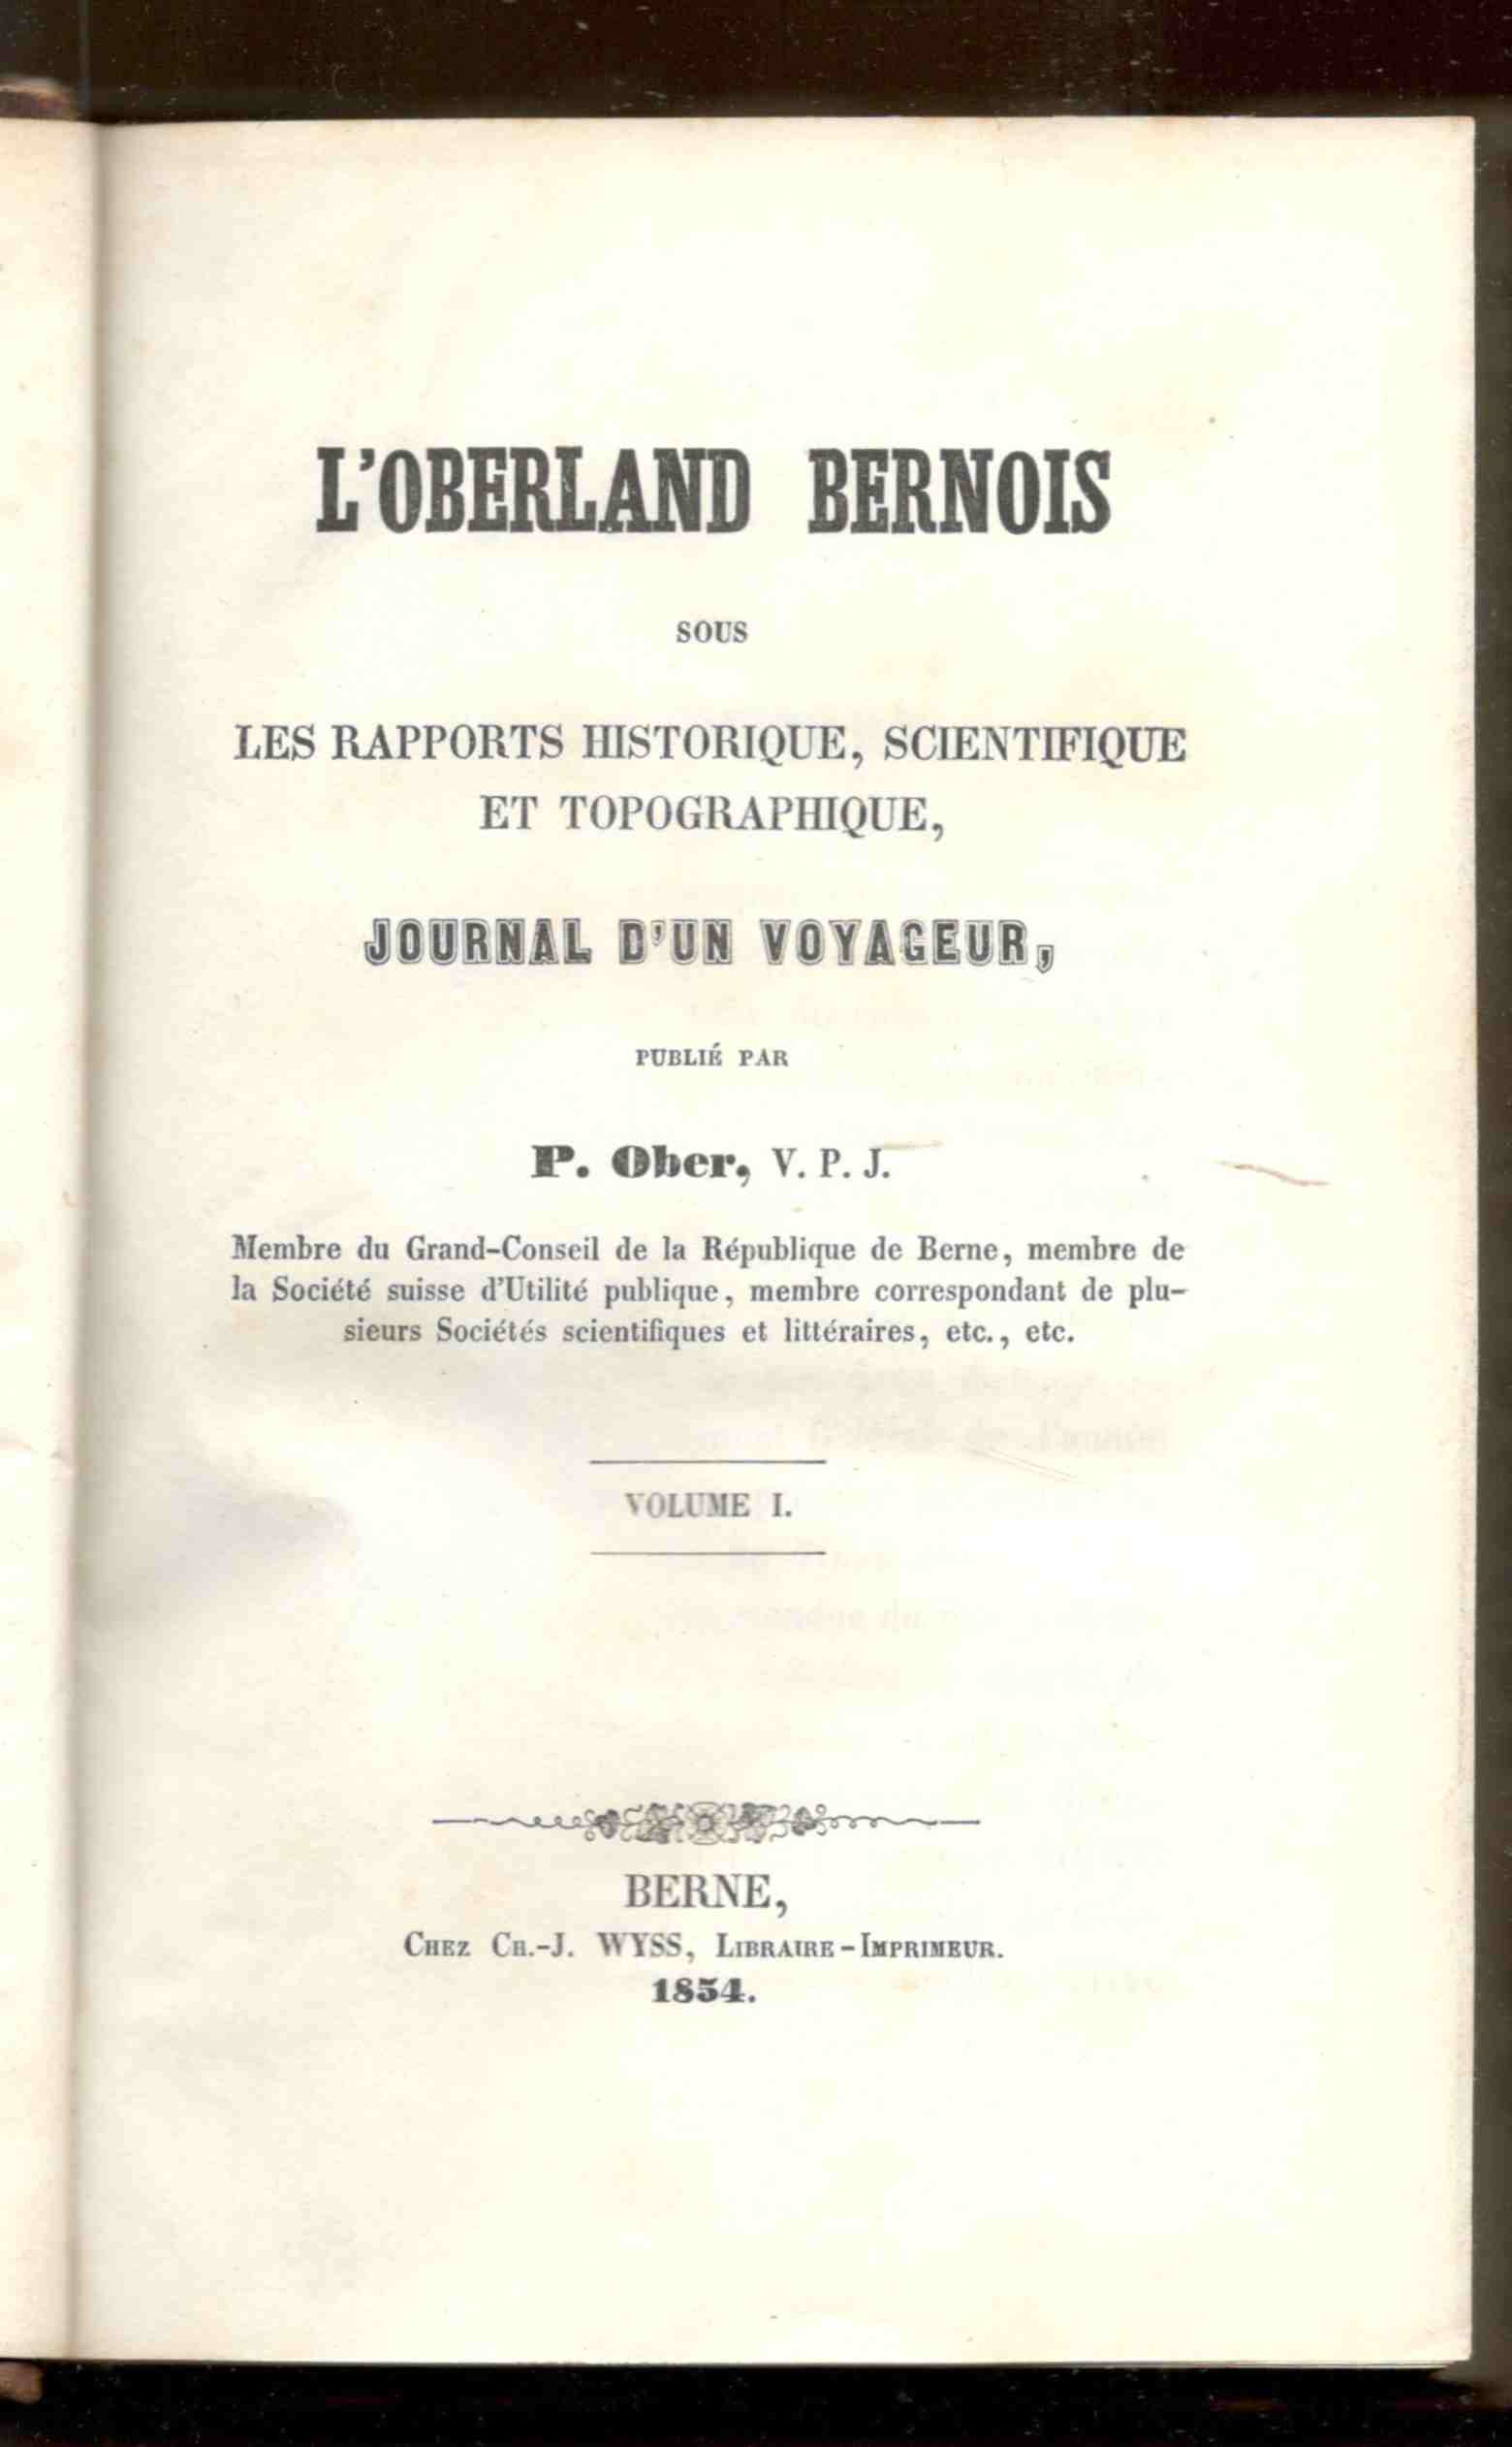 L'OBERLAND BERNOIS
SOUS
LES RAPPORTS HISTORIQUE, SCIENTIFIQUE
ET TOPOGRAPHIQUE,
JOURNAL D'UN VOYAGEUR,
PUBLIÉ PAR
P. Ober, V. P. J.
Membre du Grand-Conseil de la République de Berne, membre de
la Société suisse d'Utilité publique, membre correspondant de plu-
sieurs Sociétés scientifiques et littéraires, etc., etc.
VOLUME I.
BERNE,
CHEZ CH.-J. WYSS, LIBRAIRE-IMPRIMEUR.
1854.